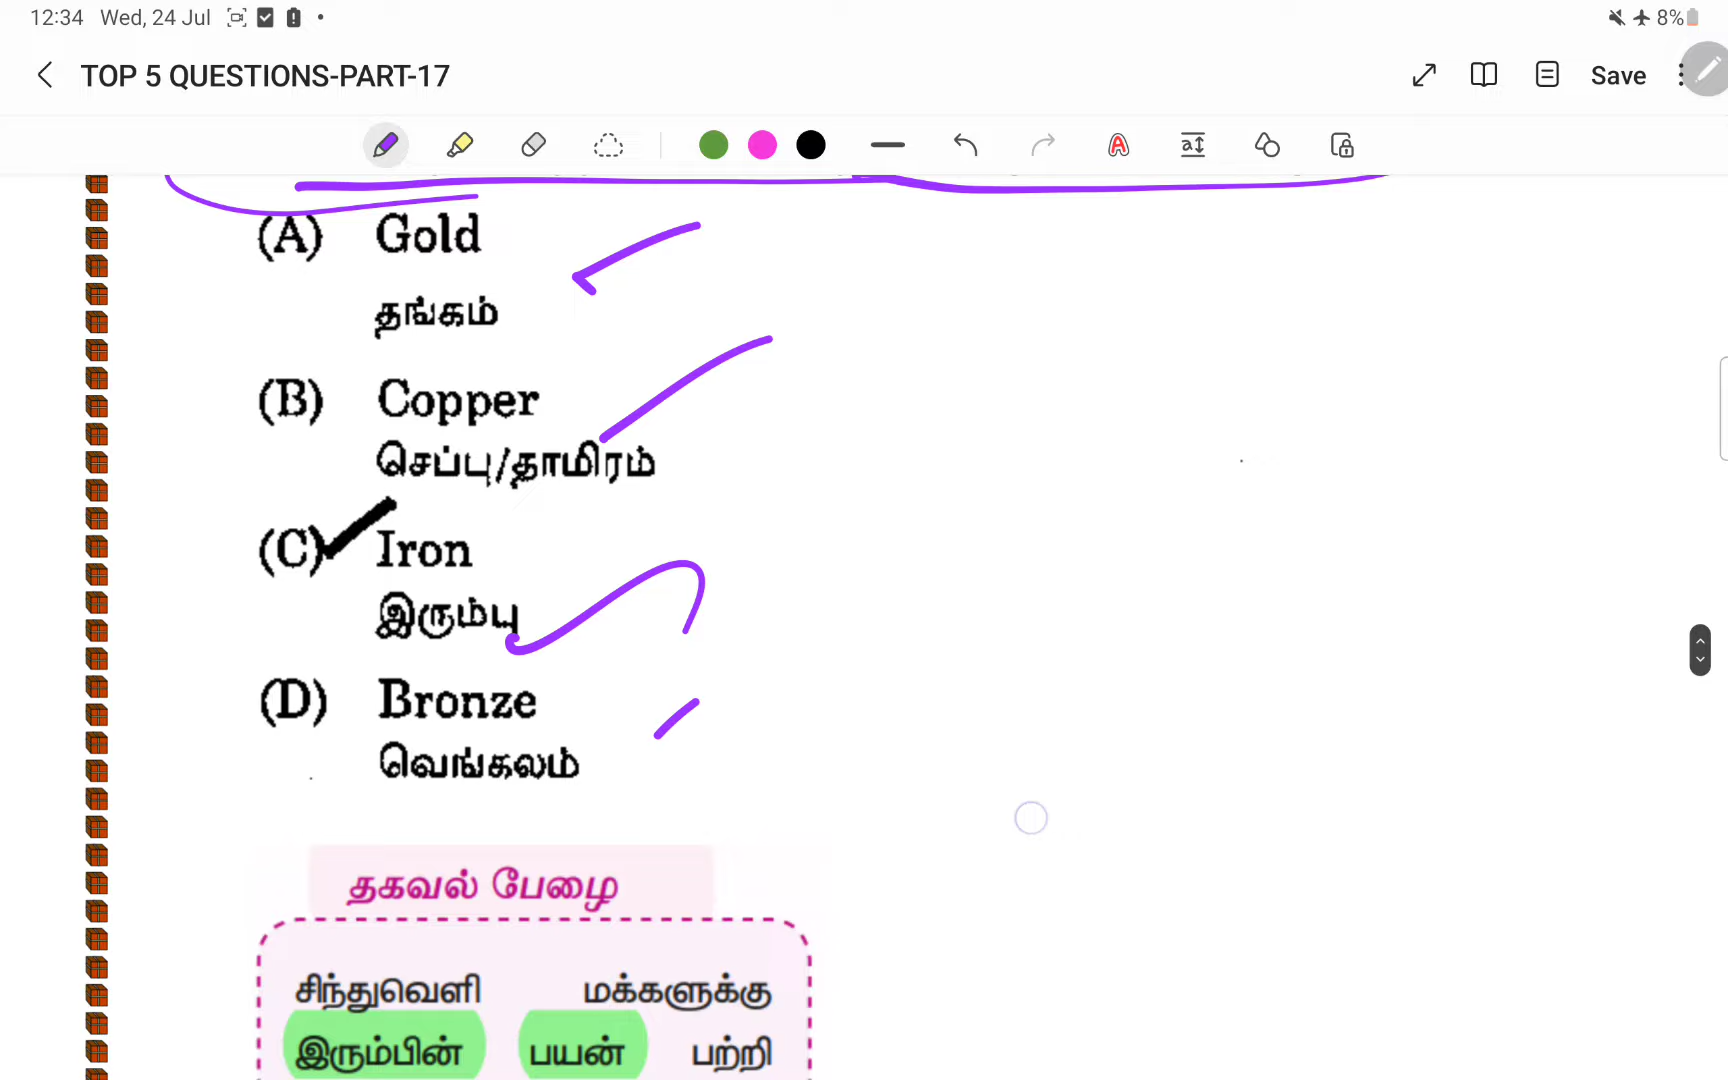 12:34 Wed, 24 Jul
8%
TOP 5 QUESTIONS-PART-17
Save
(A) Gold
தங்கம்
(B) Copper
செப்பு/தாமிரம்
(C) Iron
இரும்பு
(D) Bronze
வெங்கலம்
தகவல் பேழை
சிந்துவெளி மக்களுக்கு
இரும்பின் பயன் பற்றி